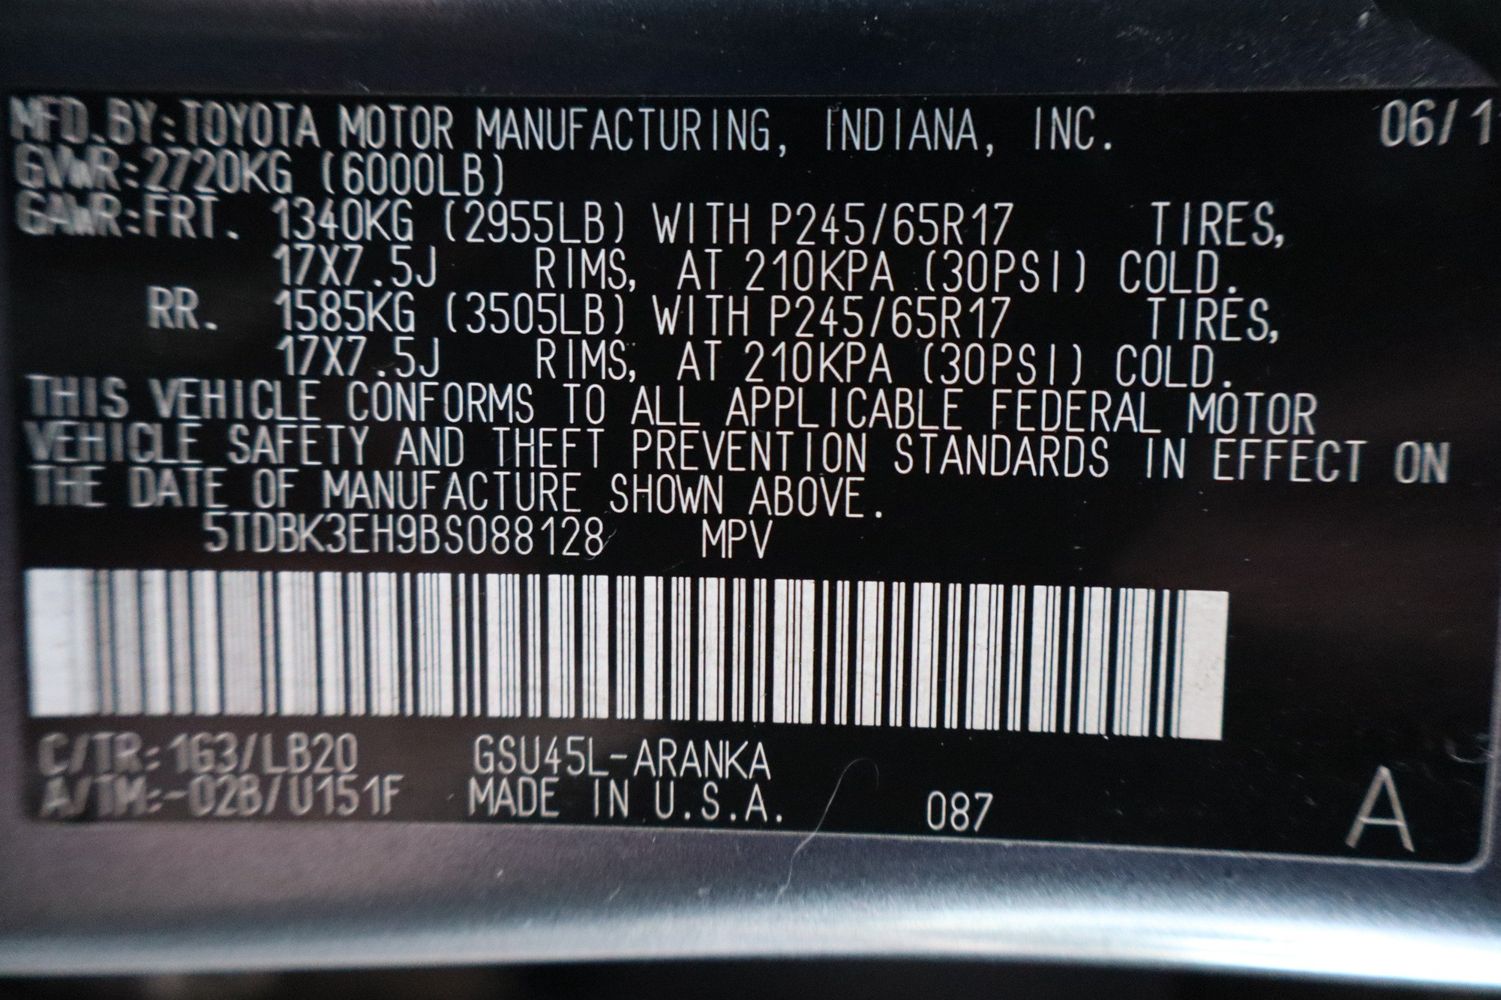 MFD.BY:TOYOTA MOTOR MANUFACTURING, INDIANA, INC. 06/1
GVWR:2720KG (6000LB)
GAWR:FRT. 1340KG (2955LB) WITH P245/65R17 TIRES,
17X7.5J RIMS, AT 210KPA (30PSI) COLD.
RR. 1585KG (3505LB) WITH P245/65R17 TIRES,
17X7.5J RIMS, AT 210KPA (30PSI) COLD.
THIS VEHICLE CONFORMS TO ALL APPLICABLE FEDERAL MOTOR
VEHICLE SAFETY AND THEFT PREVENTION STANDARDS IN EFFECT ON
THE DATE OF MANUFACTURE SHOWN ABOVE.
5TDBK3EH9BS088128 MPV
C/TR:1G3/LB20 GSU45L-ARANKA
A/TM:-02B/U151F MADE IN U.S.A. 087 A